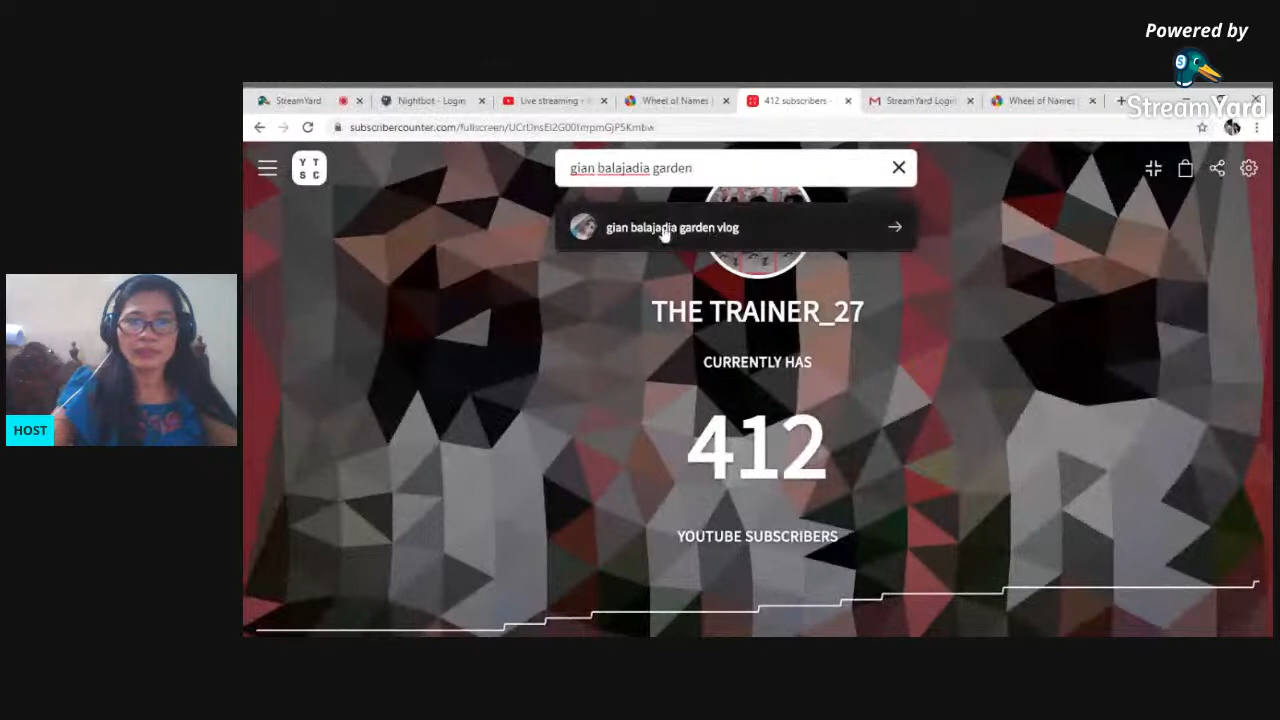 Powered by
StreamYard
StreamYard
Nightbot - Login
Live streaming -
Wheel of Names
412 subscribers -
StreamYard Login
Wheel of Names
Y T
S C
gian balajadia garden
gian balajadia garden vlog
THE TRAINER_27
CURRENTLY HAS
412
YOUTUBE SUBSCRIBERS
HOST